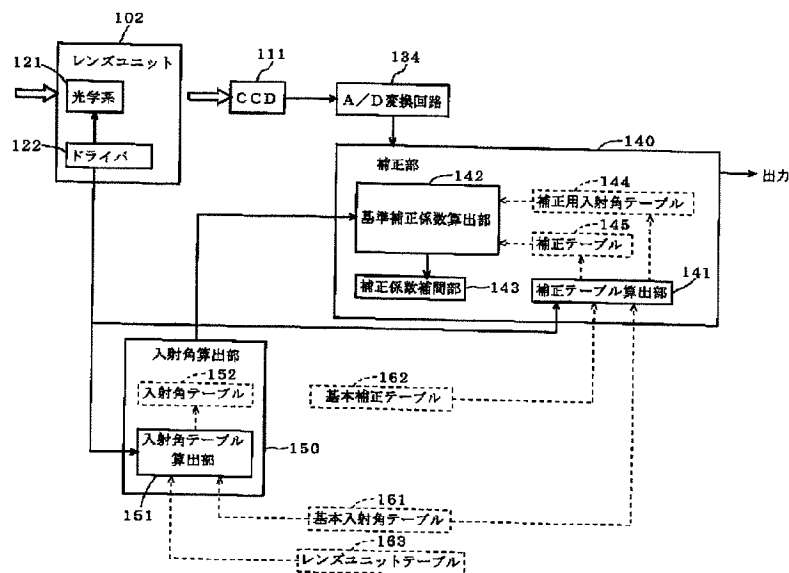 102
レンズユニット
121
光学系
122
ドライバ
111
CCD
134
A/D変換回路
140
補正部
出力
142
基準補正係数算出部
144
補正用入射角テーブル
145
補正テーブル
141
補正テーブル算出部
補正係数補間部
143
入射角算出部
152
入射角テーブル
入射角テーブル
算出部
150
151
162
基本補正テーブル
161
基本入射角テーブル
163
レンズユニットテーブル